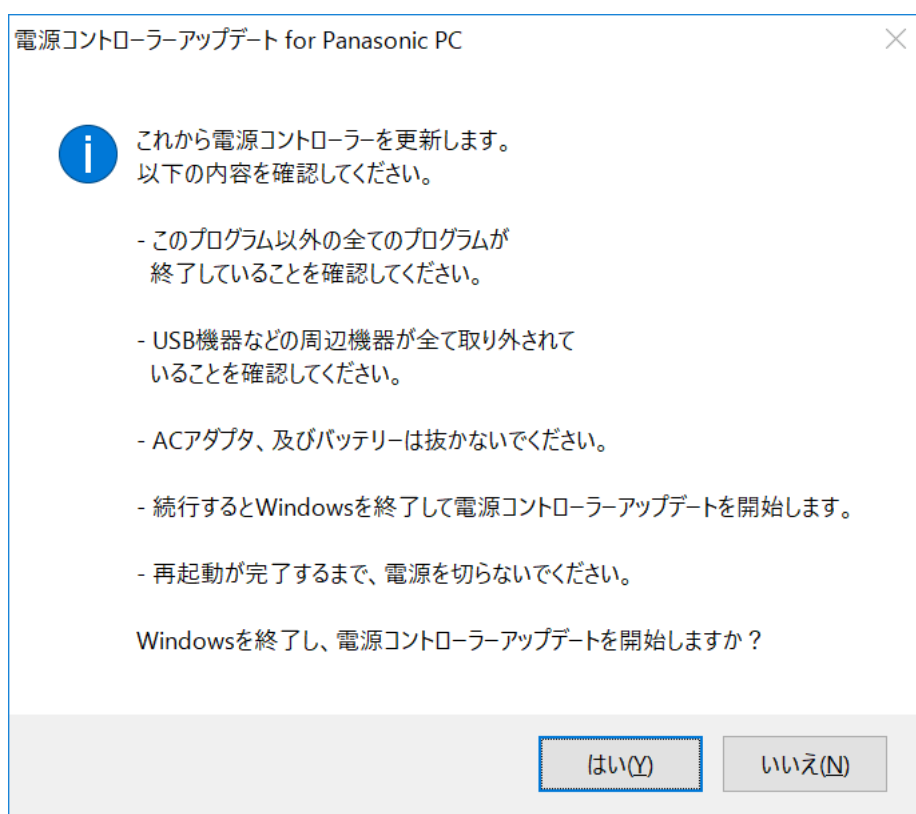 電源コントローラーアップデート for Panasonic PC
これから電源コントローラーを更新します。
以下の内容を確認してください。
- このプログラム以外の全てのプログラムが
終了していることを確認してください。
- USB機器などの周辺機器が全て取り外されて
いることを確認してください。
- ACアダプタ、及びバッテリーは抜かないでください。
- 続行するとWindowsを終了して電源コントローラーアップデートを開始します。
- 再起動が完了するまで、電源を切らないでください。
Windowsを終了し、電源コントローラーアップデートを開始しますか？
はい(Y)
いいえ(N)